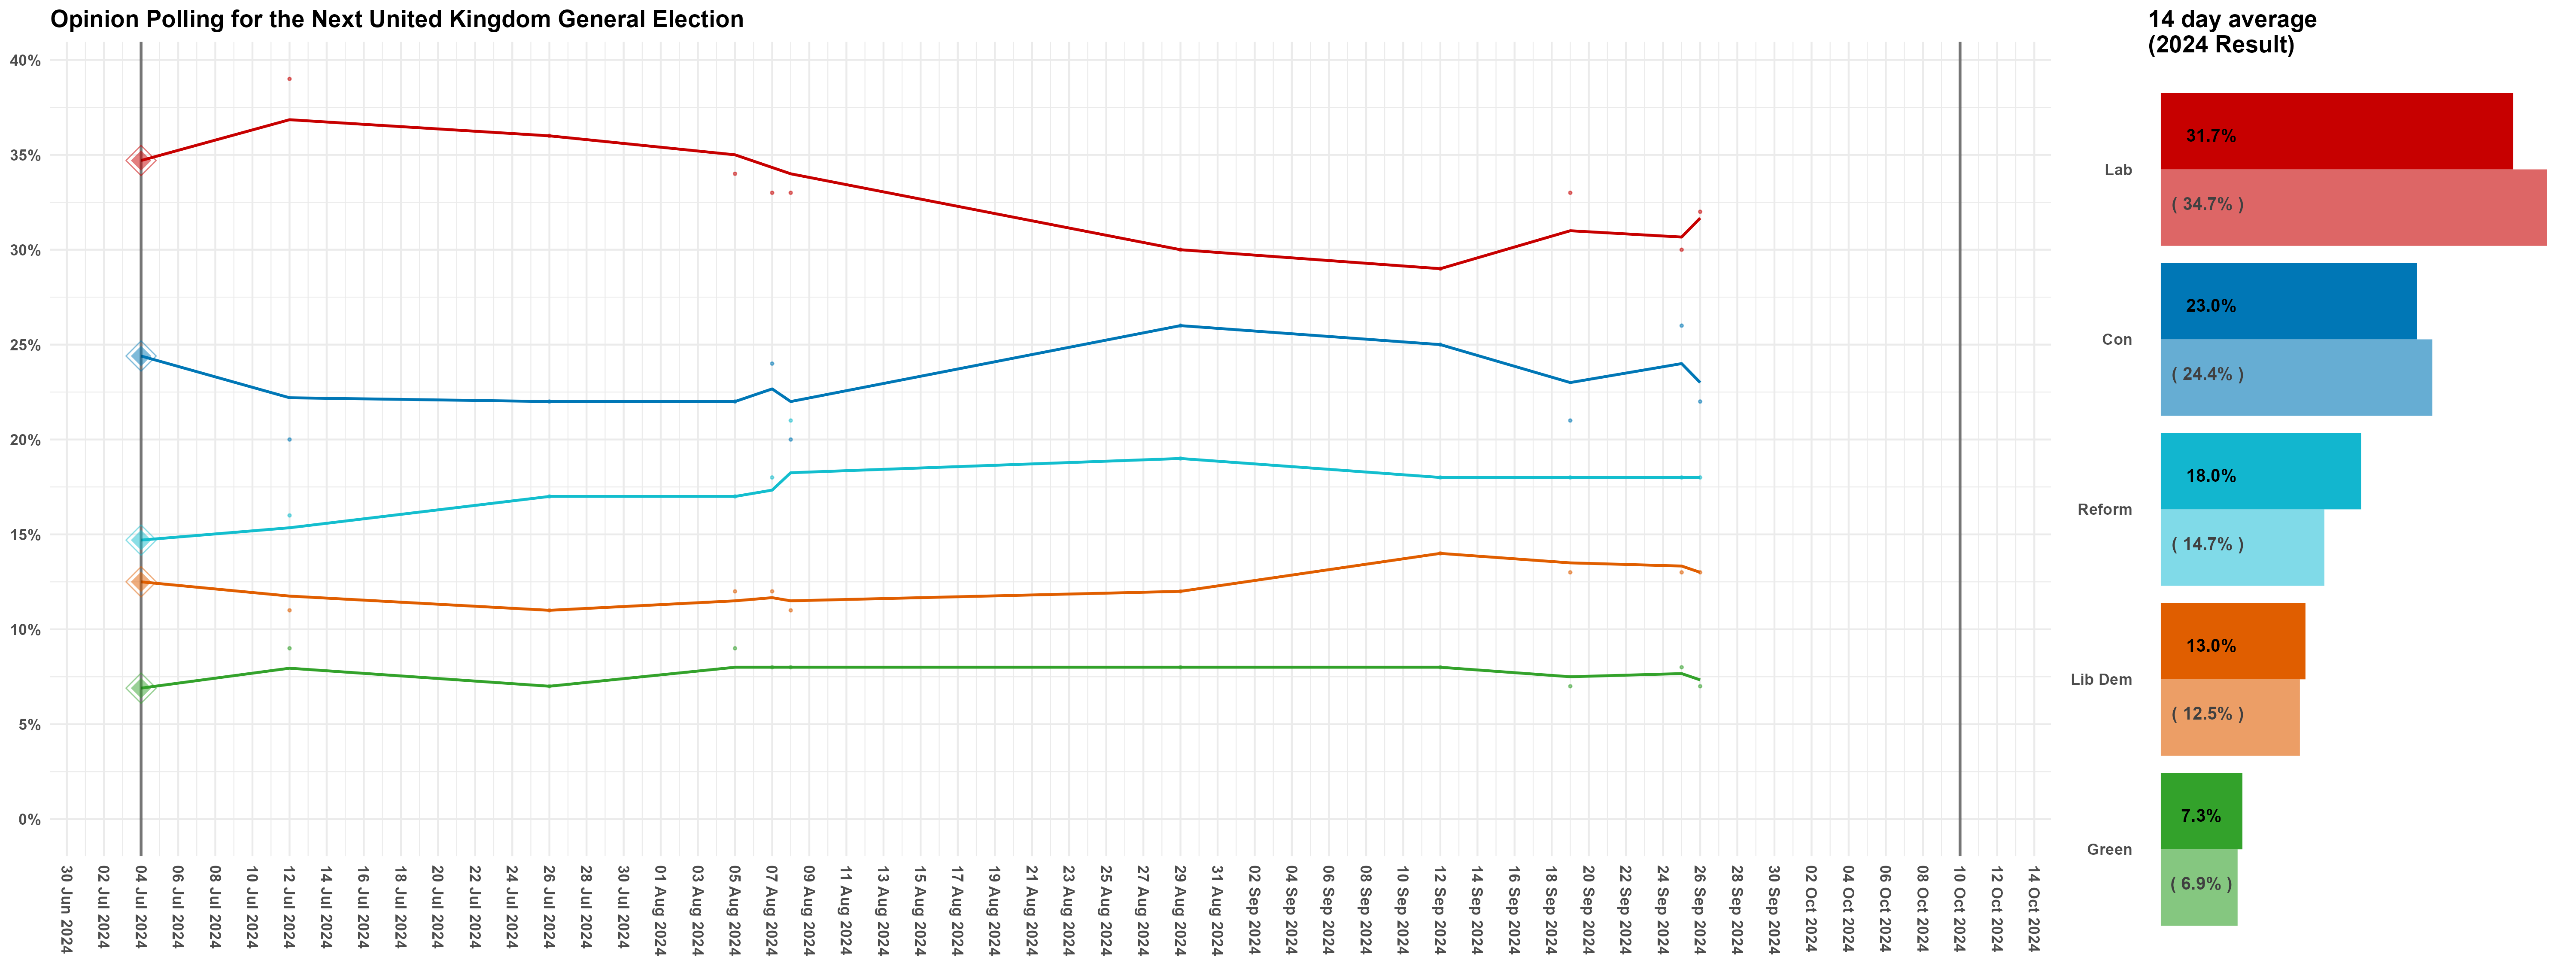 Opinion Polling for the Next United Kingdom General Election
40%
35%
30%
25%
20%
15%
10%
5%
0%
30 Jun 2024
02 Jul 2024
04 Jul 2024
06 Jul 2024
08 Jul 2024
10 Jul 2024
12 Jul 2024
14 Jul 2024
16 Jul 2024
18 Jul 2024
20 Jul 2024
22 Jul 2024
24 Jul 2024
26 Jul 2024
28 Jul 2024
30 Jul 2024
01 Aug 2024
03 Aug 2024
05 Aug 2024
07 Aug 2024
09 Aug 2024
11 Aug 2024
13 Aug 2024
15 Aug 2024
17 Aug 2024
19 Aug 2024
21 Aug 2024
23 Aug 2024
25 Aug 2024
27 Aug 2024
29 Aug 2024
31 Aug 2024
02 Sep 2024
04 Sep 2024
06 Sep 2024
08 Sep 2024
10 Sep 2024
12 Sep 2024
14 Sep 2024
16 Sep 2024
18 Sep 2024
20 Sep 2024
22 Sep 2024
24 Sep 2024
26 Sep 2024
28 Sep 2024
30 Sep 2024
02 Oct 2024
04 Oct 2024
06 Oct 2024
08 Oct 2024
10 Oct 2024
12 Oct 2024
14 Oct 2024
14 day average
(2024 Result)
Lab
31.7%
( 34.7% )
Con
23.0%
( 24.4% )
Reform
18.0%
( 14.7% )
Lib Dem
13.0%
( 12.5% )
Green
7.3%
( 6.9% )